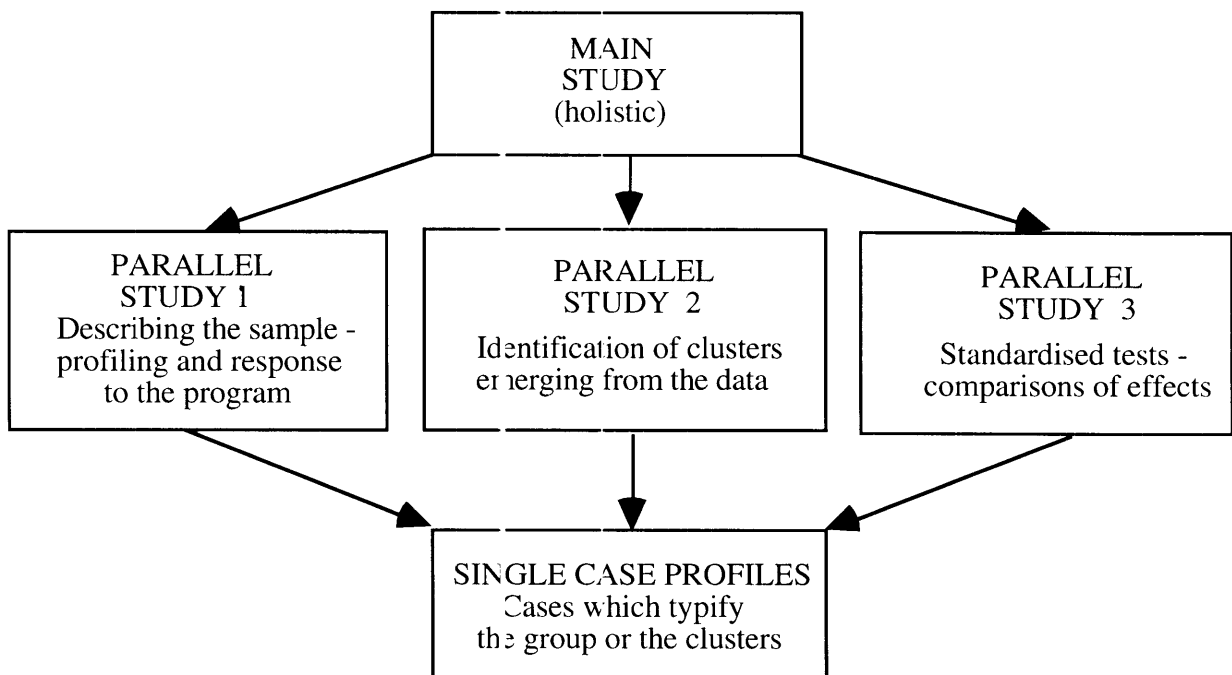 MAIN
STUDY
(holistic)
PARALLEL
STUDY 1
Describing the sample -
profiling and response
to the program
PARALLEL
STUDY 2
Identification of clusters
emerging from the data
PARALLEL
STUDY 3
Standardised tests -
comparisons of effects
SINGLE CASE PROFILES
Cases which typify
the group or the clusters